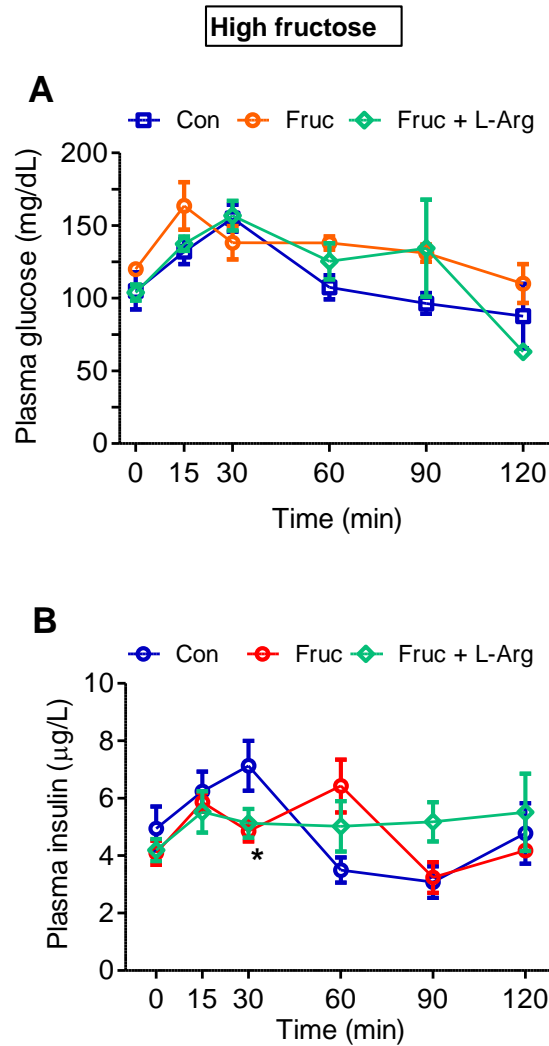 High fructose
A
Con Fruc Fruc + L-Arg
Plasma glucose (mg/dL)
200
150
100
50
0
0 15 30 60 90 120
Time (min)
B
Con Fruc Fruc + L-Arg
Plasma insulin (μg/L)
10
8
6
4
2
0
*
0 15 30 60 90 120
Time (min)